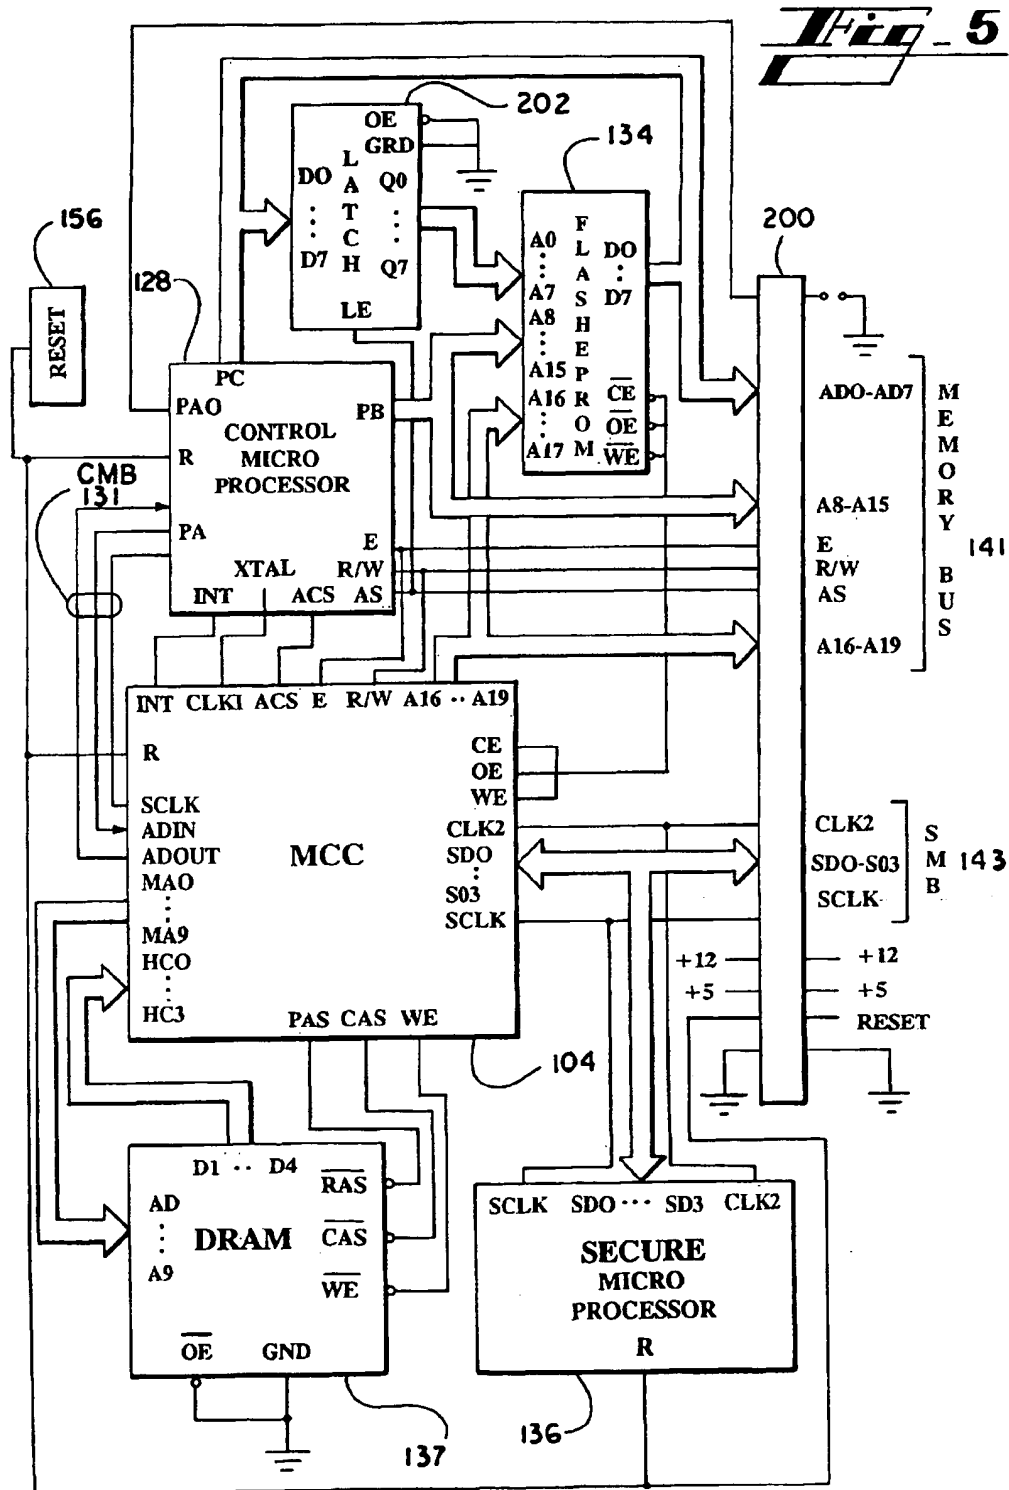 Fig_5
202
OE
GRD
LATCH
DO
Q0
D7
Q7
LE
134
FLASHEPROM
A0
A7
A8
A15
A16
A17
DO
D7
CE
OE
WE
200
156
RESET
128
PC
PAO
PB
R
CONTROL
MICRO
PROCESSOR
CMB
131
PA
E
XTAL
R/W
INT
ACS
AS
ADO-AD7
A8-A15
E
R/W
AS
A16-A19
MEMORY BUS
141
INT CLKI ACS E R/W A16 ·· A19
R
CE
OE
WE
SCLK
ADIN
ADOUT
MAO
MA9
HCO
HC3
MCC
CLK2
SDO
S03
SCLK
PAS CAS WE
104
CLK2
SDO-S03
SCLK
SMB
143
+12
+12
+5
+5
RESET
D1 ·· D4
RAS
AD
A9
DRAM
CAS
WE
OE
GND
137
SCLK SDO ··· SD3 CLK2
SECURE
MICRO
PROCESSOR
R
136